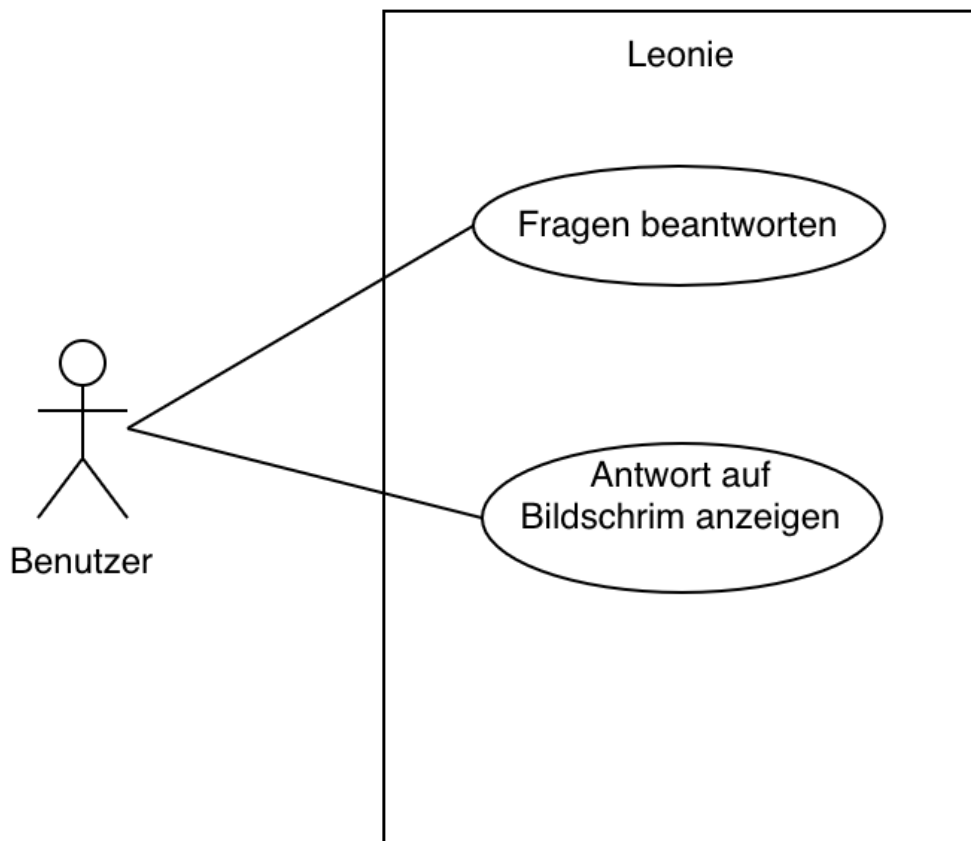 Leonie
Fragen beantworten
Antwort auf
Bildschrim anzeigen
Benutzer